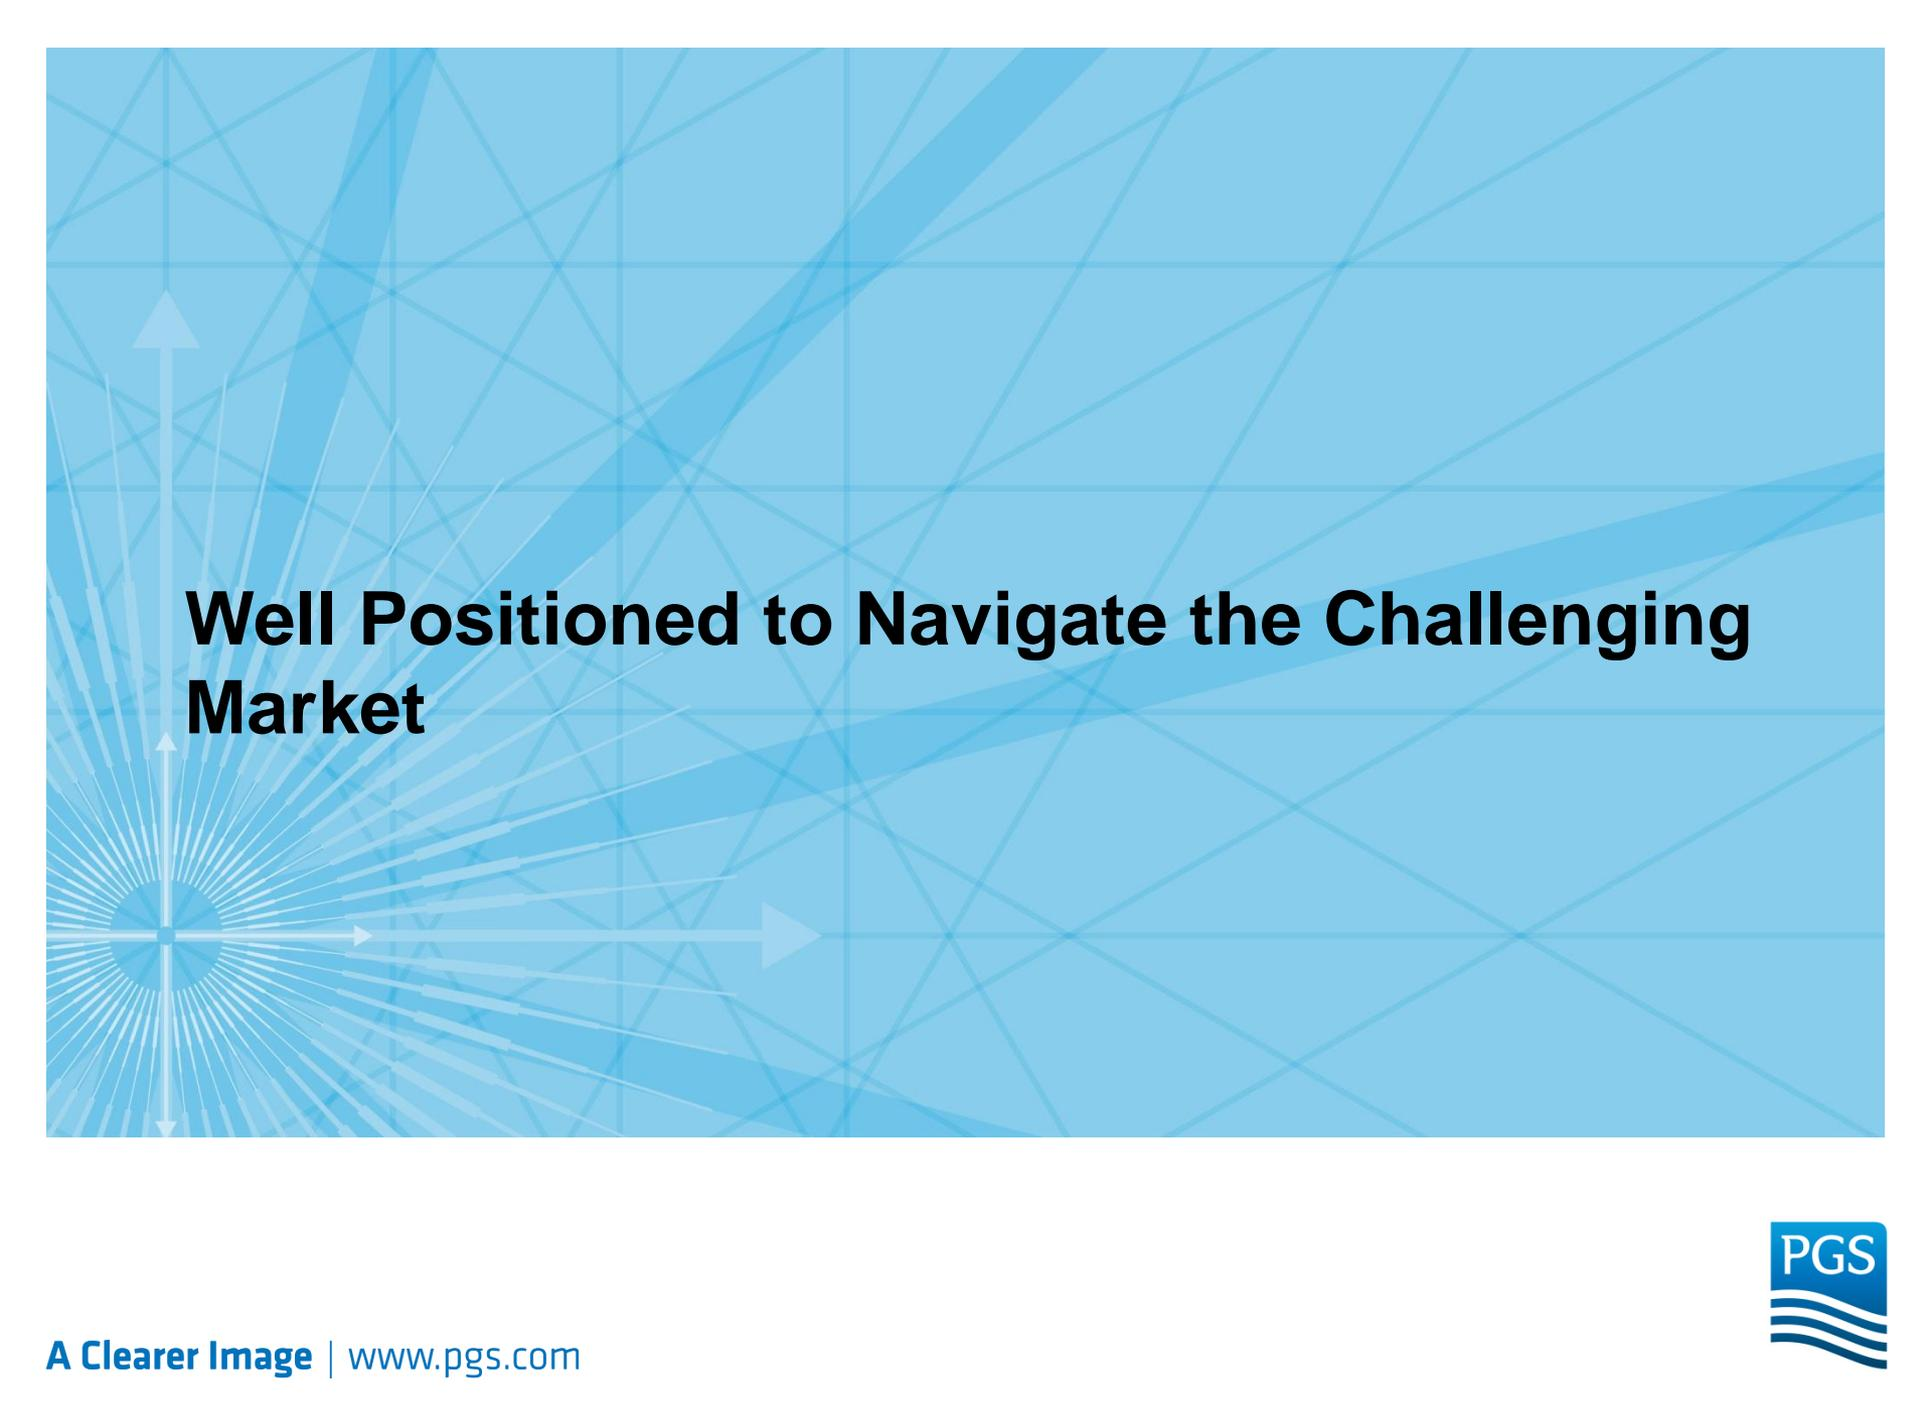 Well Positioned to Navigate the Challenging
Market
PGS
A Clearer Image | www.pgs.com